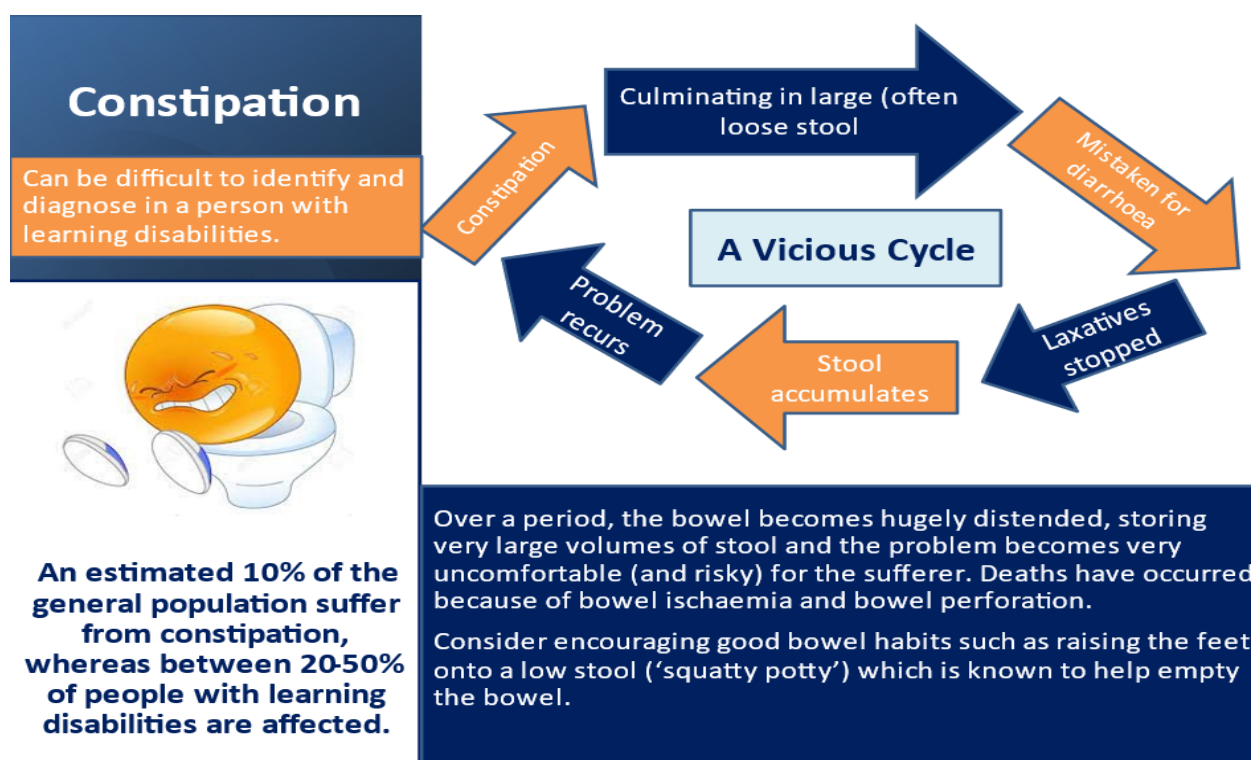 Constipation
Can be difficult to identify and
diagnose in a person with
learning disabilities.
An estimated 10% of the
general population suffer
from constipation,
whereas between 20-50%
of people with learning
disabilities are affected.
Constipation
Culminating in large (often
loose stool
Mistaken for
diarrhoea
Laxatives
stopped
Stool
accumulates
Problem
recurs
A Vicious Cycle
Over a period, the bowel becomes hugely distended, storing
very large volumes of stool and the problem becomes very
uncomfortable (and risky) for the sufferer. Deaths have occurred
because of bowel ischaemia and bowel perforation.
Consider encouraging good bowel habits such as raising the feet
onto a low stool (‘squatty potty’) which is known to help empty
the bowel.